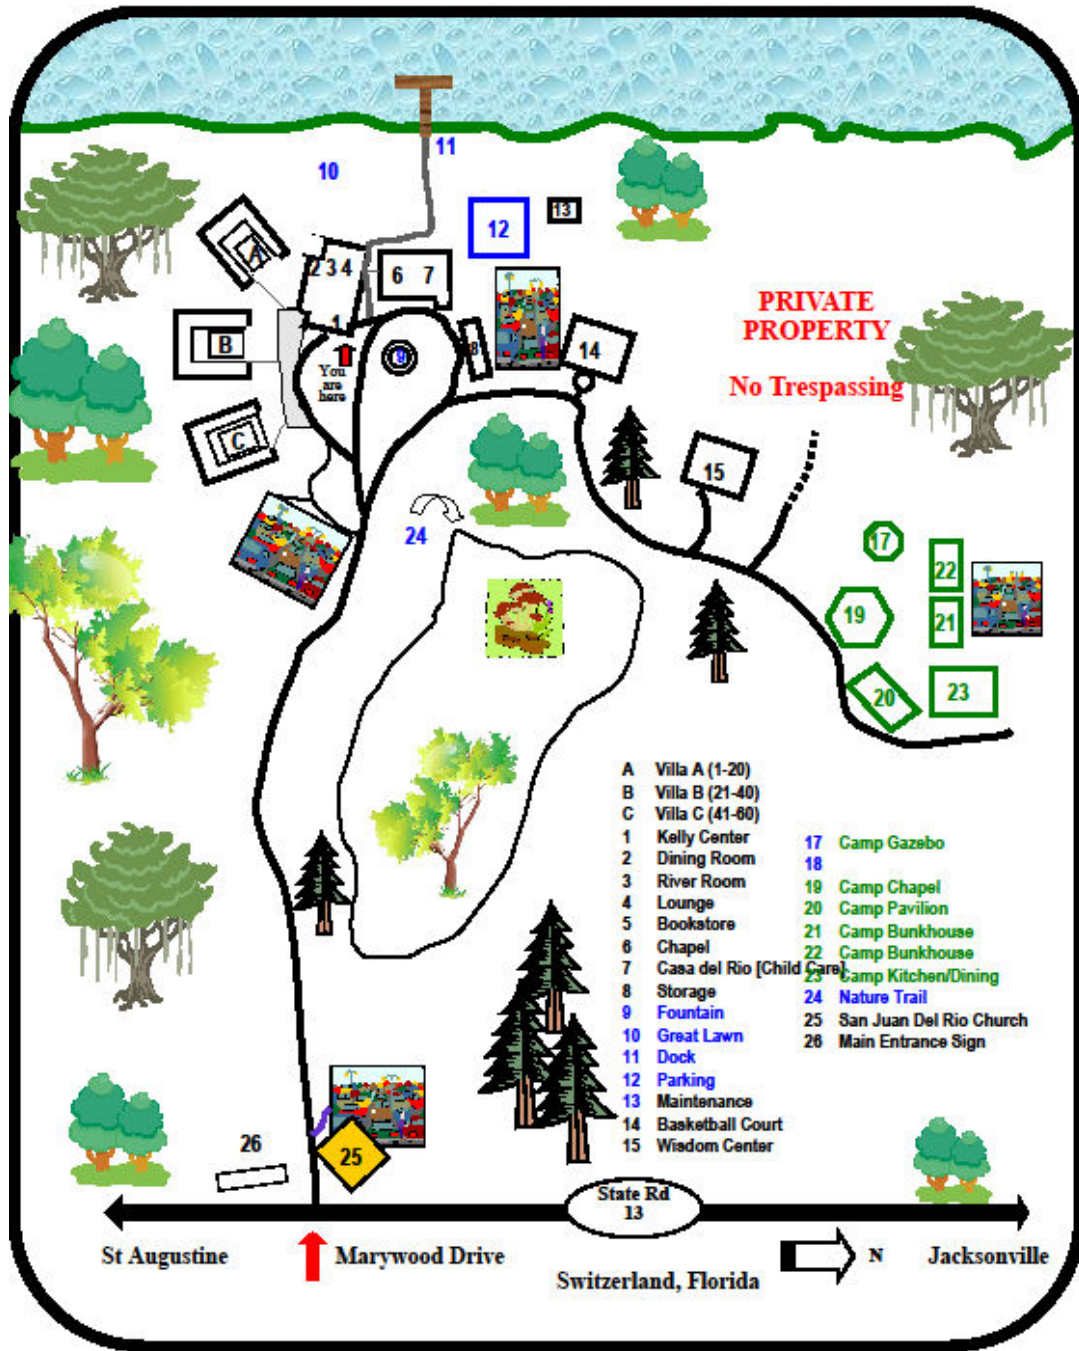 11
10
12
13
A
2 3 4
6 7
1
B
9
8
14
You
are
here
PRIVATE
PROPERTY
No Trespassing
C
15
24
17
22
19
21
20
23
A Villa A (1-20)
B Villa B (21-40)
C Villa C (41-60)
1 Kelly Center
2 Dining Room
3 River Room
4 Lounge
5 Bookstore
6 Chapel
7 Casa del Rio [Child Care]
8 Storage
9 Fountain
10 Great Lawn
11 Dock
12 Parking
13 Maintenance
14 Basketball Court
15 Wisdom Center
17 Camp Gazebo
18
19 Camp Chapel
20 Camp Pavilion
21 Camp Bunkhouse
22 Camp Bunkhouse
23 Camp Kitchen/Dining
24 Nature Trail
25 San Juan Del Rio Church
26 Main Entrance Sign
26
25
State Rd
13
St Augustine
Marywood Drive
Switzerland, Florida
N
Jacksonville